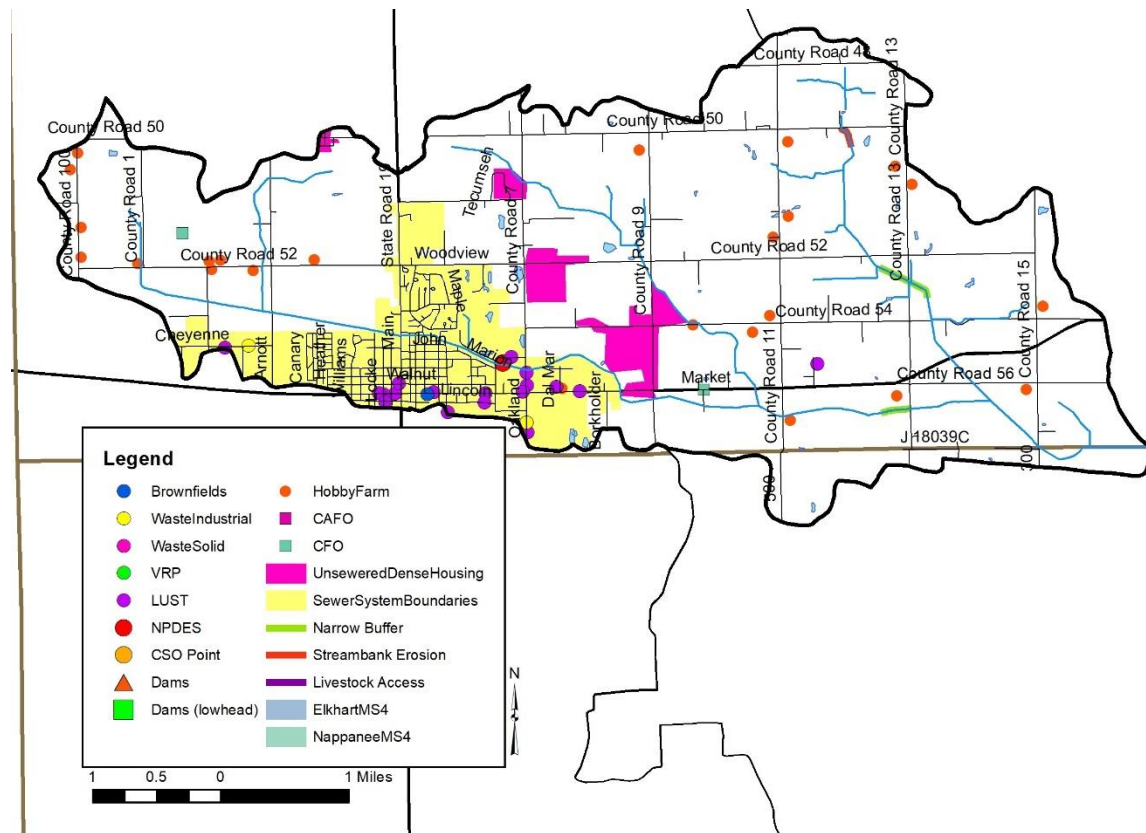 County Road 48
County Road 13
County Road 50
County Road 50
County Road 100
County Road 1
State Road 19
Tecumsen
County Road 7
County Road 9
County Road 13
County Road 52
Woodview
County Road 52
County Road 15
Maple
County Road 54
Cheyenne
Arnott
Canary
Heather
Williams
Locke
Main
John
Marion
Walnut
Lincoln
Oakland
Dal Mar
Borkholder
Market
County Road 11
County Road 56
J18039C
500
300
Legend
Brownfields
WasteIndustrial
WasteSolid
VRP
LUST
NPDES
CSO Point
Dams
Dams (lowhead)
HobbyFarm
CAFO
CFO
UnseweredDenseHousing
SewerSystemBoundaries
Narrow Buffer
Streambank Erosion
Livestock Access
ElkhartMS4
NappaneeMS4
N
1 0.5 0 1 Miles